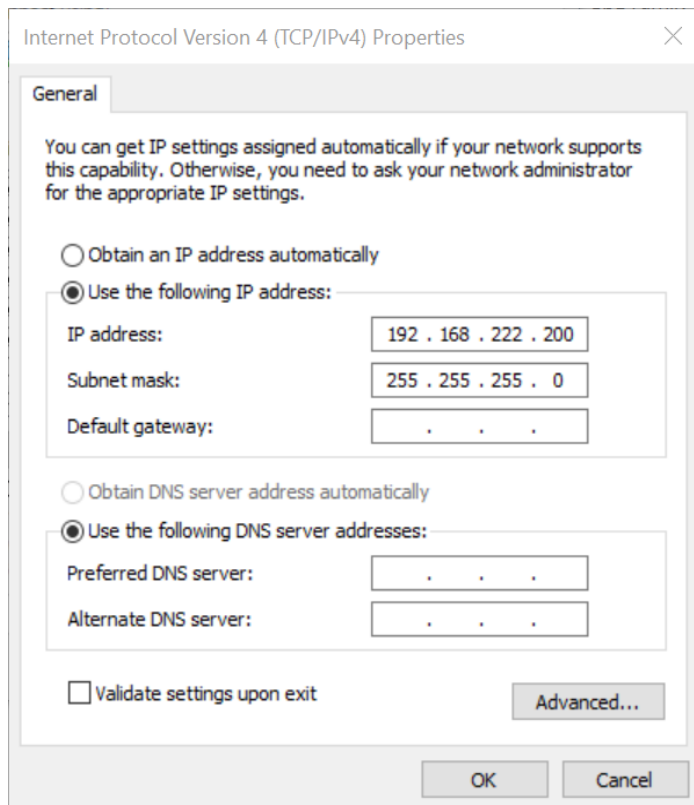 Internet Protocol Version 4 (TCP/IPv4) Properties
General
You can get IP settings assigned automatically if your network supports
this capability. Otherwise, you need to ask your network administrator
for the appropriate IP settings.
Obtain an IP address automatically
Use the following IP address:
IP address: 192 . 168 . 222 . 200
Subnet mask: 255 . 255 . 255 . 0
Default gateway: . . .
Obtain DNS server address automatically
Use the following DNS server addresses:
Preferred DNS server: . . .
Alternate DNS server: . . .
Validate settings upon exit
Advanced...
OK Cancel